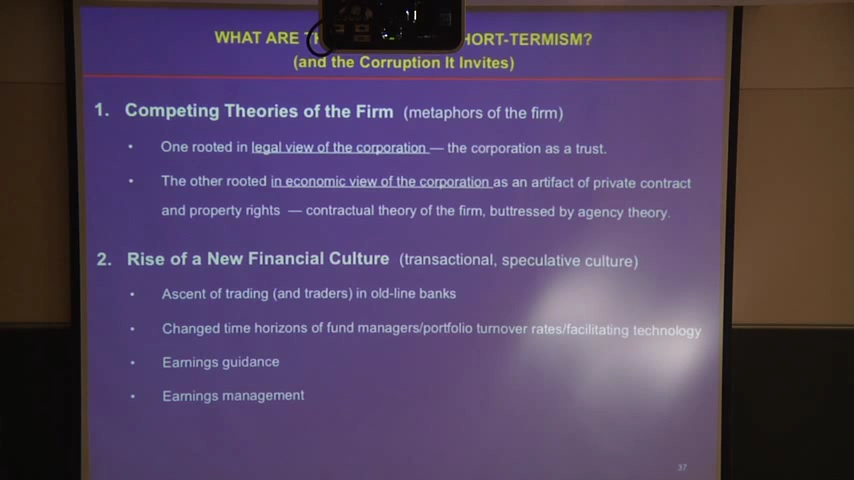 WHAT ARE T HORT-TERMISM?
(and the Corruption It Invites)
1. Competing Theories of the Firm (metaphors of the firm)
• One rooted in legal view of the corporation — the corporation as a trust.
• The other rooted in economic view of the corporation as an artifact of private contract
and property rights — contractual theory of the firm, buttressed by agency theory.
2. Rise of a New Financial Culture (transactional, speculative culture)
• Ascent of trading (and traders) in old-line banks
• Changed time horizons of fund managers/portfolio turnover rates/facilitating technology
• Earnings guidance
• Earnings management
37